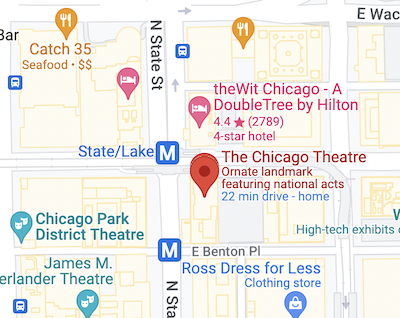 E Wac
Bar
Catch 35
Seafood • $$
N State St
theWit Chicago - A
DoubleTree by Hilton
4.4 ★ (2789)
4-star hotel
State/Lake
M
The Chicago Theatre
Ornate landmark
featuring national acts
22 min drive - home
Chicago Park
District Theatre
W
High-tech exhibits
M
E Benton Pl
James M.
erlander Theatre
Ross Dress for Less
Clothing store
N Sta